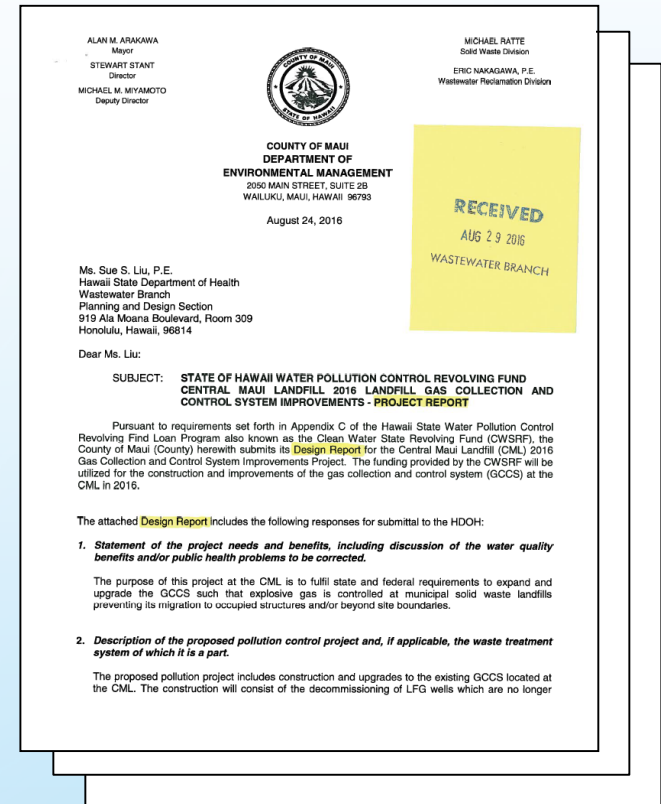 ALAN M. ARAKAWA
Mayor
STEWART STANT
Director
MICHAEL M. MIYAMOTO
Deputy Director
MICHAEL RATTE
Solid Waste Division
ERIC NAKAGAWA, P.E.
Wastewater Reclamation Division
COUNTY OF MAUI
STATE OF HAWAII
COUNTY OF MAUI
DEPARTMENT OF
ENVIRONMENTAL MANAGEMENT
2050 MAIN STREET, SUITE 2B
WAILUKU, MAUI, HAWAII 96793
August 24, 2016
RECEIVED
AUG 29 2016
WASTEWATER BRANCH
Ms. Sue S. Liu, P.E.
Hawaii State Department of Health
Wastewater Branch
Planning and Design Section
919 Ala Moana Boulevard, Room 309
Honolulu, Hawaii, 96814
Dear Ms. Liu:
SUBJECT: STATE OF HAWAII WATER POLLUTION CONTROL REVOLVING FUND
CENTRAL MAUI LANDFILL 2016 LANDFILL GAS COLLECTION AND
CONTROL SYSTEM IMPROVEMENTS - PROJECT REPORT
Pursuant to requirements set forth in Appendix C of the Hawaii State Water Pollution Control
Revolving Find Loan Program also known as the Clean Water State Revolving Fund (CWSRF), the
County of Maui (County) herewith submits its Design Report for the Central Maui Landfill (CML) 2016
Gas Collection and Control System Improvements Project. The funding provided by the CWSRF will be
utilized for the construction and improvements of the gas collection and control system (GCCS) at the
CML in 2016.
The attached Design Report includes the following responses for submittal to the HDOH:
1. Statement of the project needs and benefits, including discussion of the water quality
benefits and/or public health problems to be corrected.
The purpose of this project at the CML is to fulfil state and federal requirements to expand and
upgrade the GCCS such that explosive gas is controlled at municipal solid waste landfills
preventing its migration to occupied structures and/or beyond site boundaries.
2. Description of the proposed pollution control project and, if applicable, the waste treatment
system of which it is a part.
The proposed pollution project includes construction and upgrades to the existing GCCS located at
the CML. The construction will consist of the decommissioning of LFG wells which are no longer